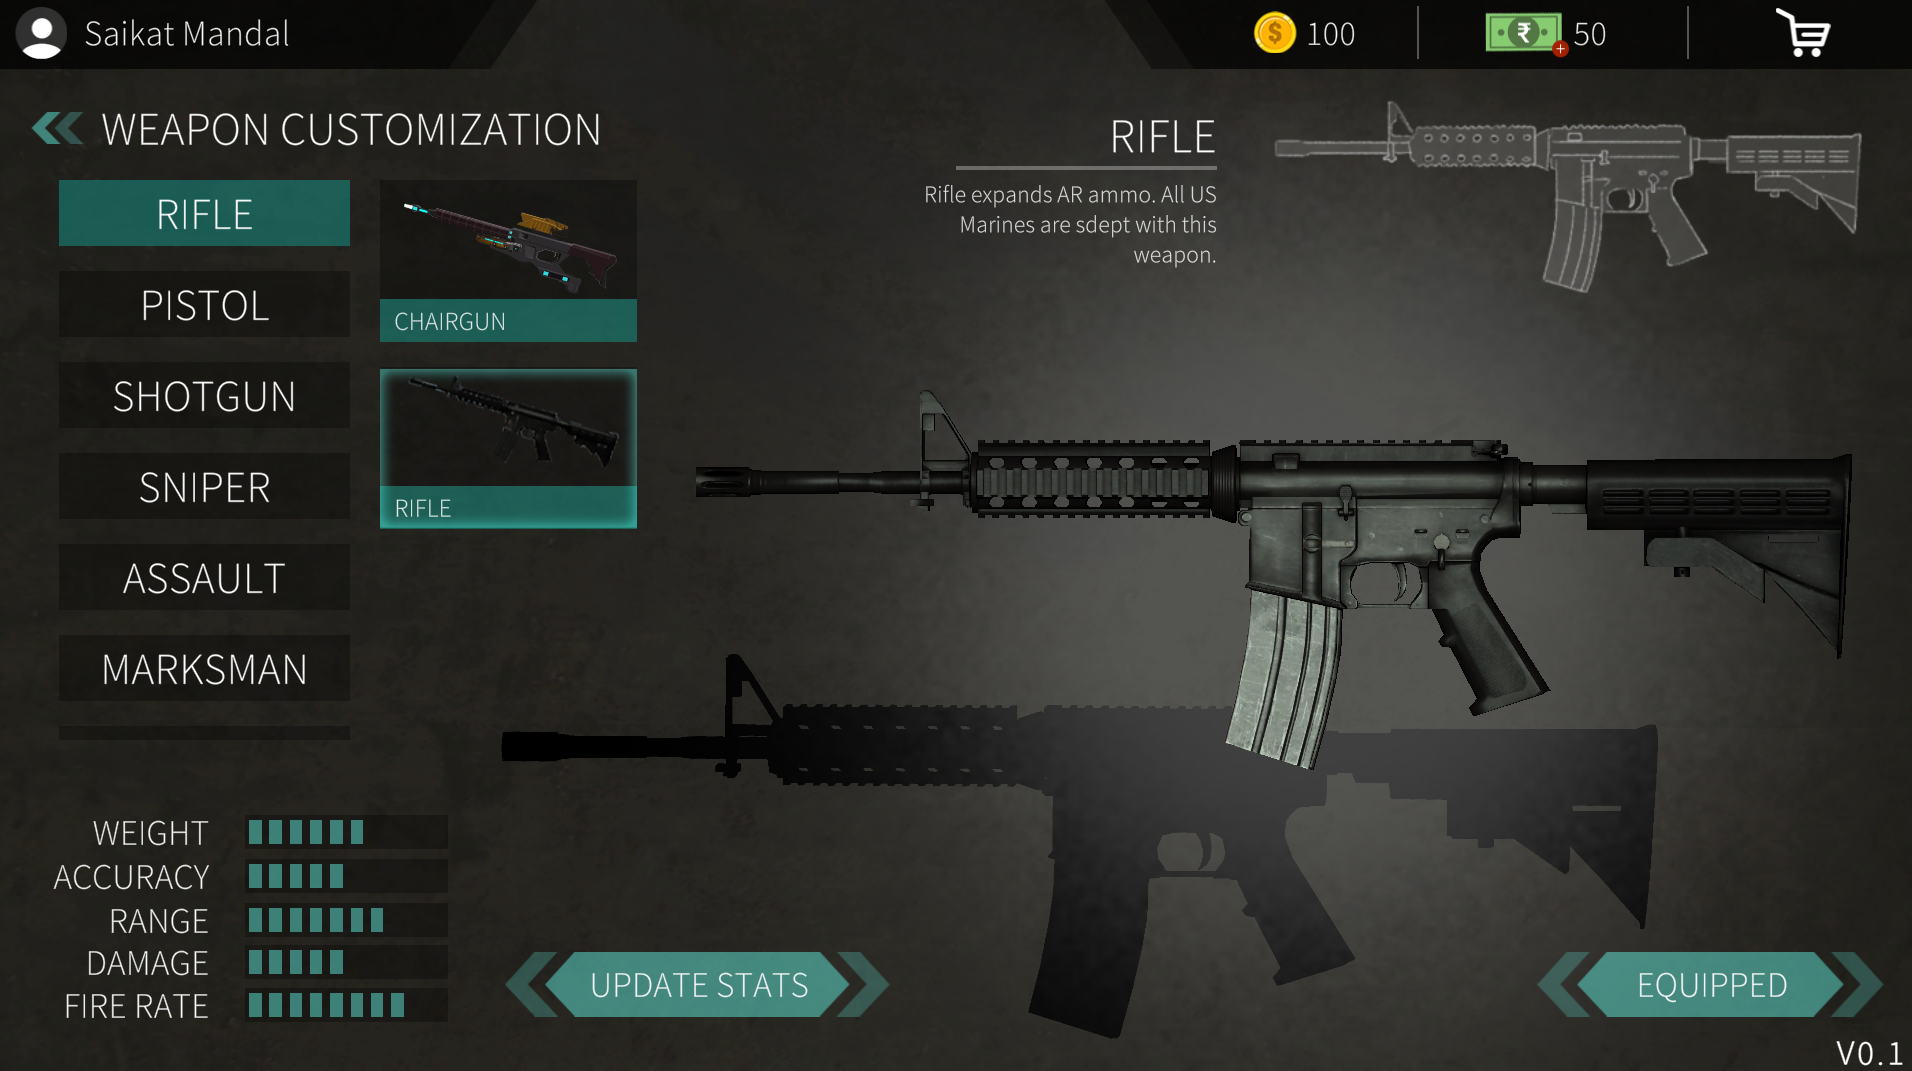 Saikat Mandal
100
50
WEAPON CUSTOMIZATION
RIFLE
PISTOL
SHOTGUN
SNIPER
ASSAULT
MARKSMAN
CHAIRGUN
RIFLE
RIFLE
Rifle expands AR ammo. All US
Marines are sdept with this
weapon.
WEIGHT
ACCURACY
RANGE
DAMAGE
FIRE RATE
UPDATE STATS
EQUIPPED
V0.1